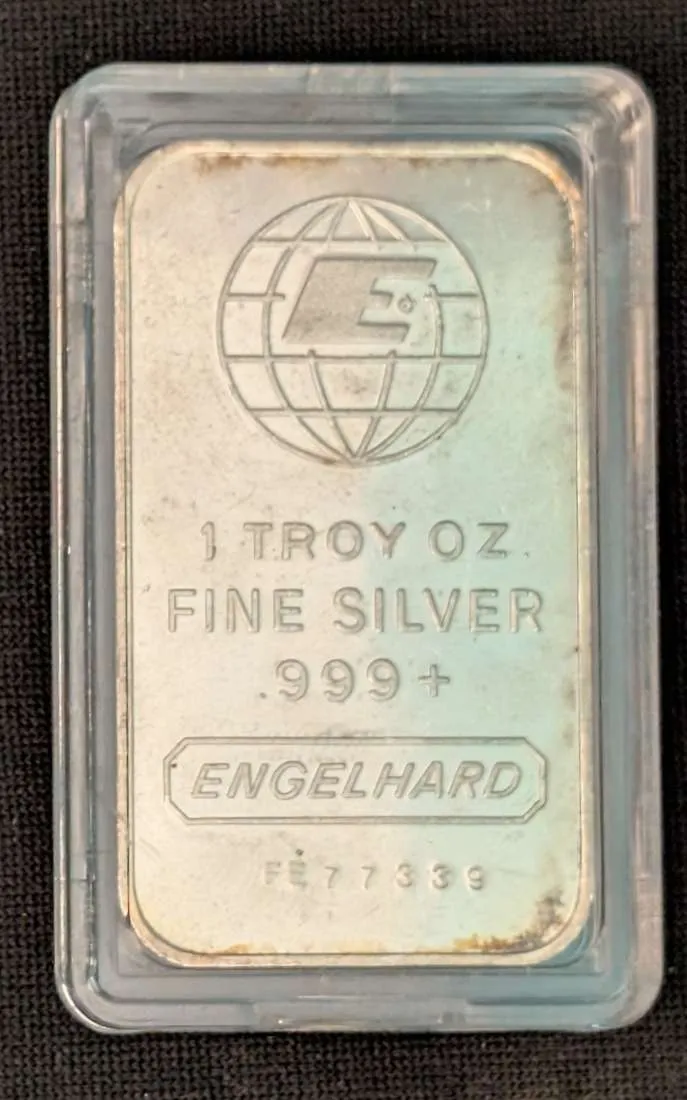 E
1 TROY OZ.
FINE SILVER
.999+
ENGELHARD
FE77339